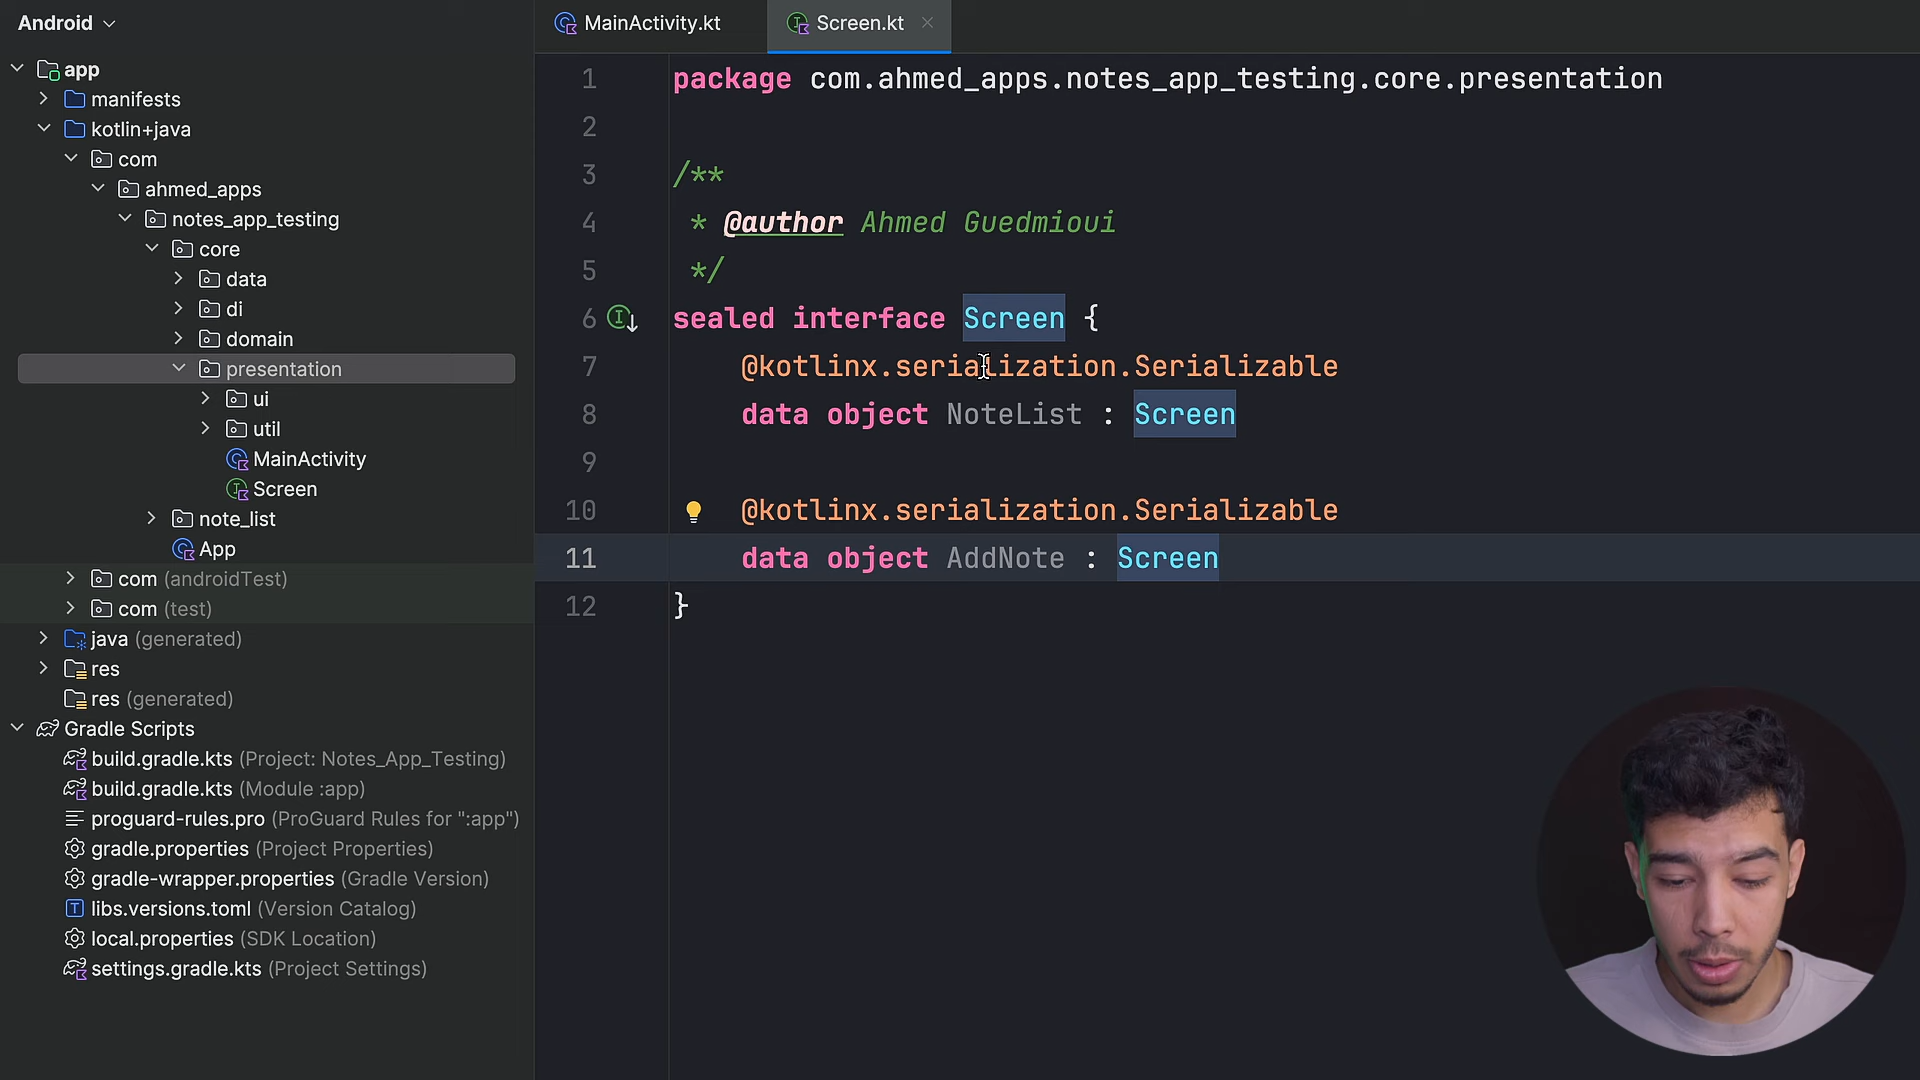 Android
app
manifests
kotlin+java
com
ahmed_apps
notes_app_testing
core
data
di
domain
presentation
ui
util
MainActivity
Screen
note_list
App
com (androidTest)
com (test)
java (generated)
res
res (generated)
Gradle Scripts
build.gradle.kts (Project: Notes_App_Testing)
build.gradle.kts (Module :app)
proguard-rules.pro (ProGuard Rules for ":app")
gradle.properties (Project Properties)
gradle-wrapper.properties (Gradle Version)
libs.versions.toml (Version Catalog)
local.properties (SDK Location)
settings.gradle.kts (Project Settings)
MainActivity.kt Screen.kt
1 package com.ahmed_apps.notes_app_testing.core.presentation
2
3 /**
4 * @author Ahmed Guedmioui
5 */
6 sealed interface Screen {
7 @kotlinx.serialization.Serializable
8 data object NoteList : Screen
9
10 @kotlinx.serialization.Serializable
11 data object AddNote : Screen
12 }